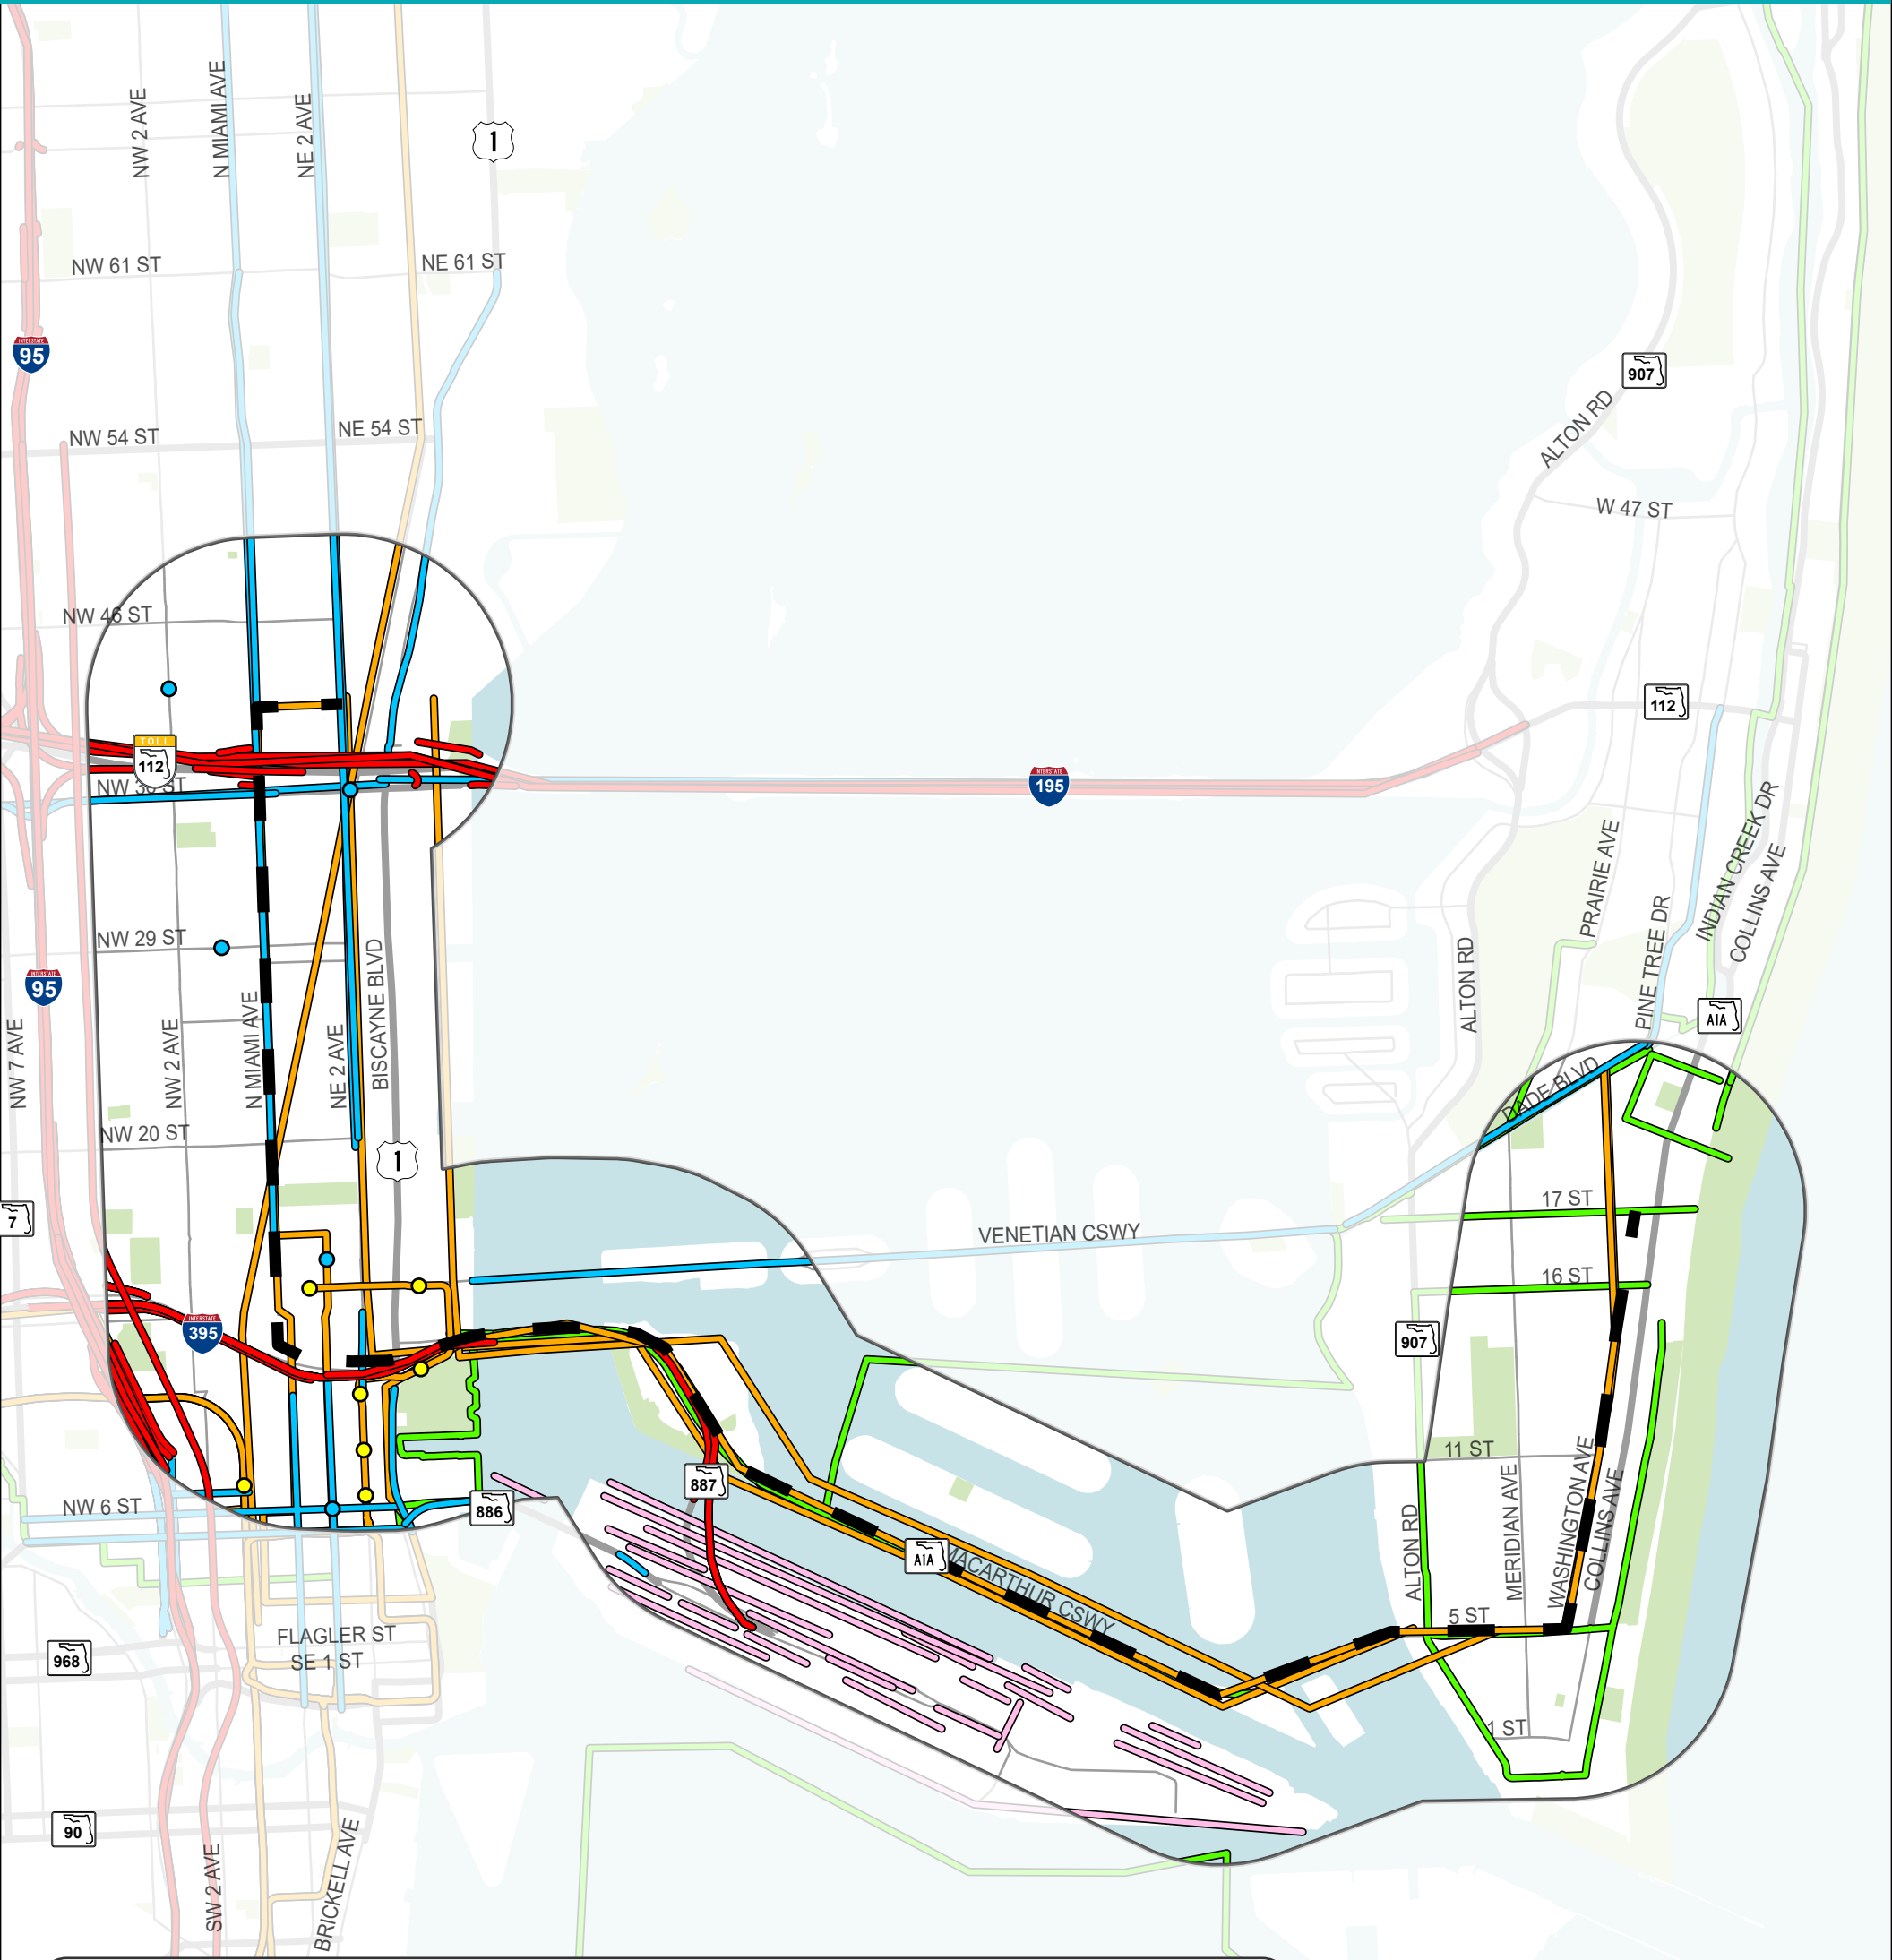 NW 2 AVE
N MIAMI AVE
NE 2 AVE
1
NW 61 ST
NE 61 ST
INTERSTATE
95
907
ALTON RD
NW 54 ST
NE 54 ST
W 47 ST
NW 46 ST
112
TOLL
112
INTERSTATE
195
INDIAN CREEK DR
COLLINS AVE
PRAIRIE AVE
PINE TREE DR
ALTON RD
NW 29 ST
BISCAYNE BLVD
INTERSTATE
95
NW 7 AVE
NW 2 AVE
N MIAMI AVE
NE 2 AVE
A1A
DADE BLVD
NW 20 ST
1
7
17 ST
VENETIAN CSWY
16 ST
INTERSTATE
395
907
11 ST
887
NW 6 ST
886
ALTON RD
MERIDIAN AVE
WASHINGTON AVE
COLLINS AVE
A1A
MACARTHUR CSWY
5 ST
FLAGLER ST
SE 1 ST
968
1 ST
90
SW 2 AVE
BRICKELL AVE